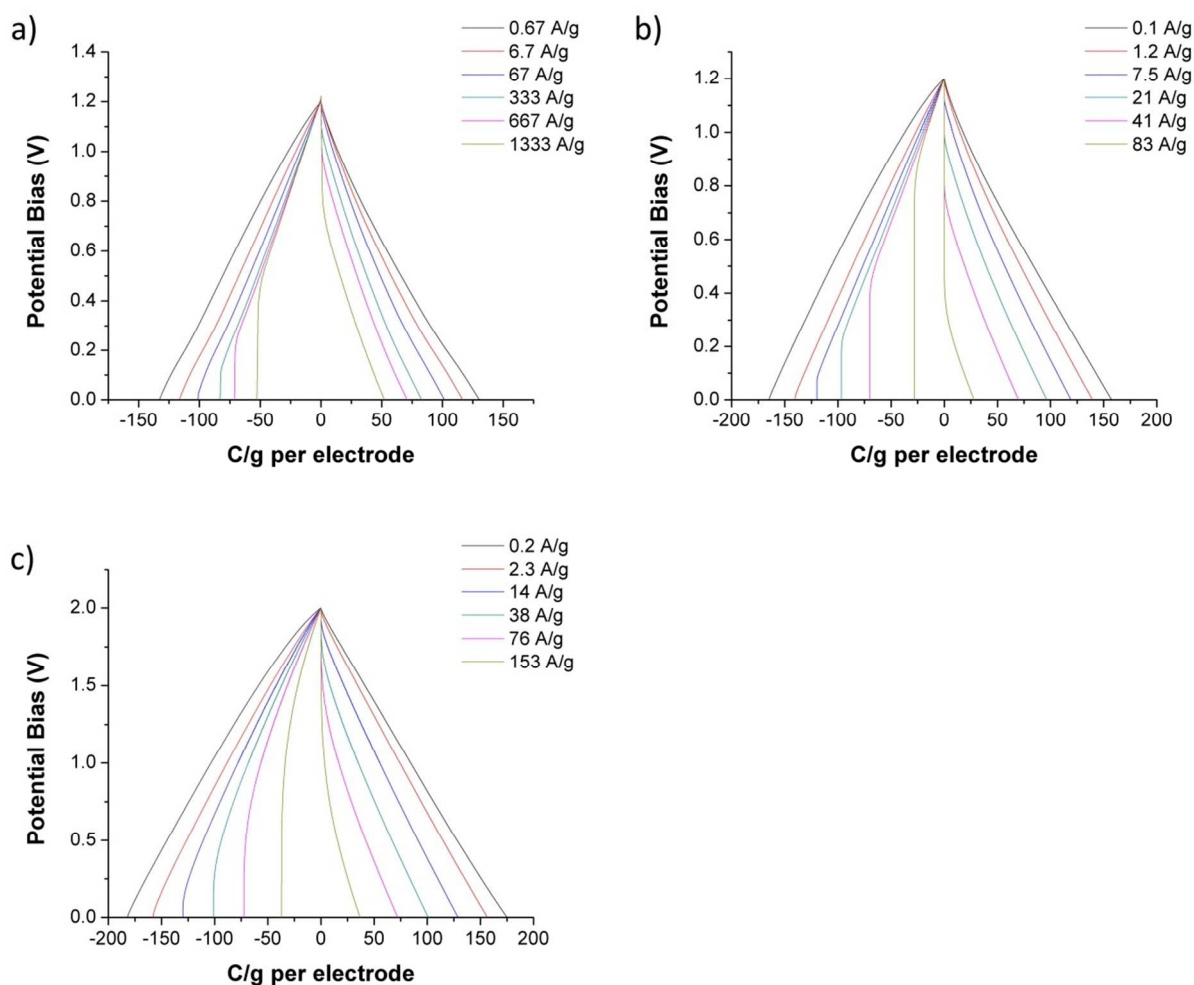 a)
0.67 A/g
6.7 A/g
67 A/g
333 A/g
667 A/g
1333 A/g
1.4
1.2
1.0
0.8
0.6
0.4
0.2
0.0
Potential Bias (V)
-150 -100 -50 0 50 100 150
C/g per electrode
b)
0.1 A/g
1.2 A/g
7.5 A/g
21 A/g
41 A/g
83 A/g
1.2
1.0
0.8
0.6
0.4
0.2
0.0
Potential Bias (V)
-200 -150 -100 -50 0 50 100 150 200
C/g per electrode
c)
0.2 A/g
2.3 A/g
14 A/g
38 A/g
76 A/g
153 A/g
2.0
1.5
1.0
0.5
0.0
Potential Bias (V)
-200 -150 -100 -50 0 50 100 150 200
C/g per electrode